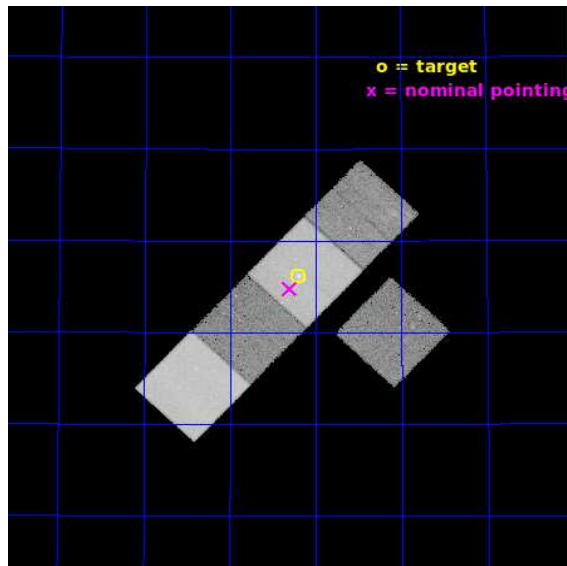 o = target
x = nominal pointing